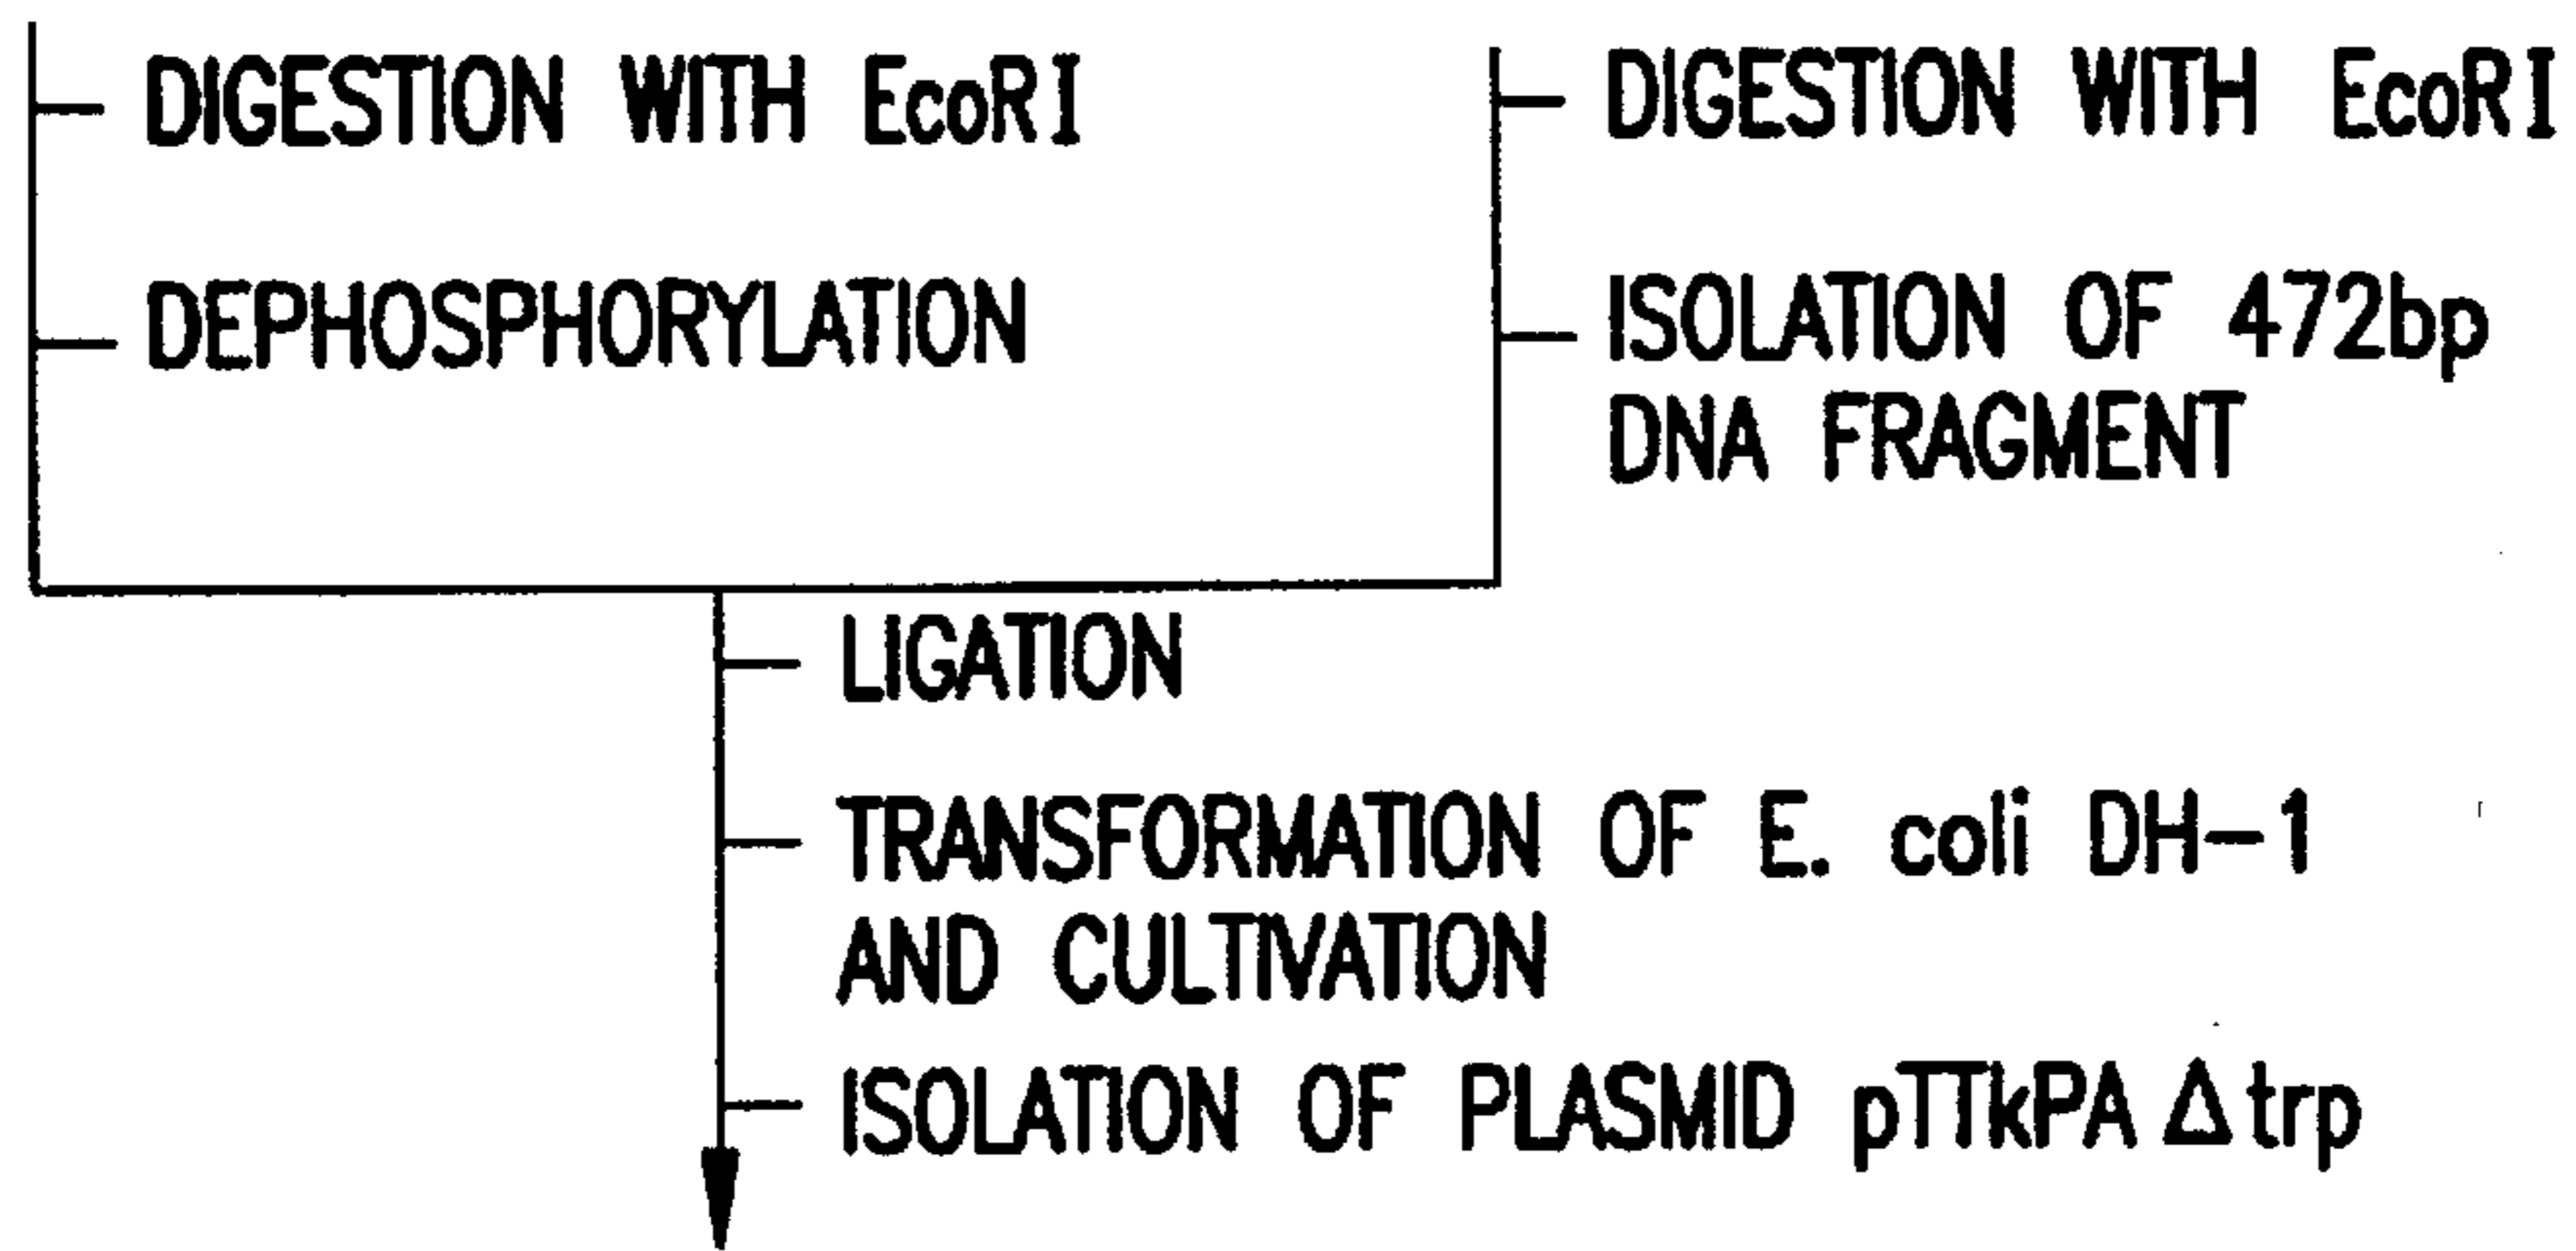 DIGESTION WITH EcoRI
DEPHOSPHORYLATION
DIGESTION WITH EcoRI
ISOLATION OF 472bp
DNA FRAGMENT
LIGATION
TRANSFORMATION OF E. coli DH-1
AND CULTIVATION
ISOLATION OF PLASMID pTTkPA Δ trp